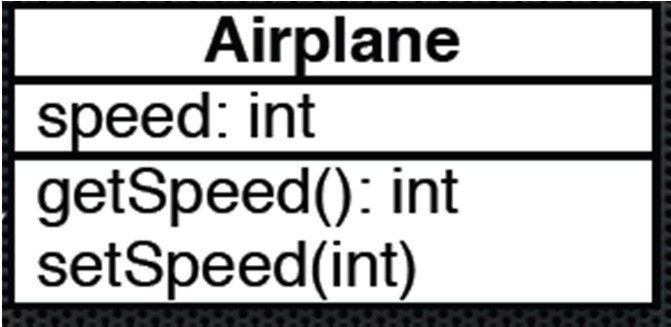 Airplane
speed: int
getSpeed(): int
setSpeed(int)